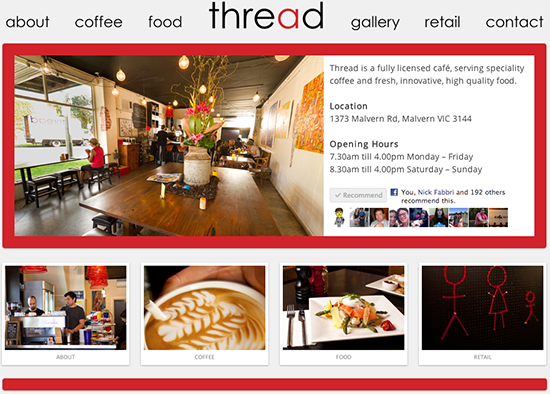 about coffee food thread gallery retail contact
Thread is a fully licensed café, serving speciality
coffee and fresh, innovative, high quality food.
Location
1373 Malvern Rd, Malvern VIC 3144
Opening Hours
7.30am till 4.00pm Monday – Friday
8.30am till 4.00pm Saturday – Sunday
Recommend
You, Nick Fabbri and 192 others
recommend this.
ABOUT
COFFEE
FOOD
RETAIL